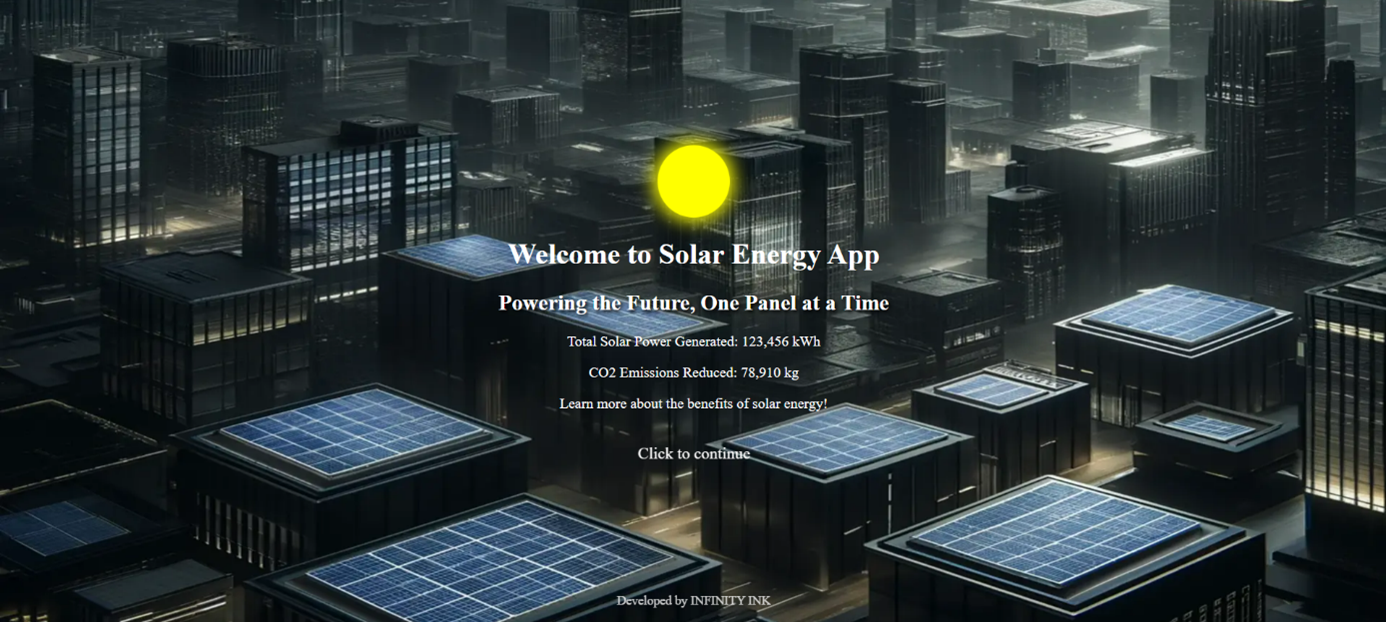 Welcome to Solar Energy App
Powering the Future, One Panel at a Time
Total Solar Power Generated: 123,456 kWh
CO2 Emissions Reduced: 78,910 kg
Learn more about the benefits of solar energy!
Click to continue
Developed by INFINITY INK